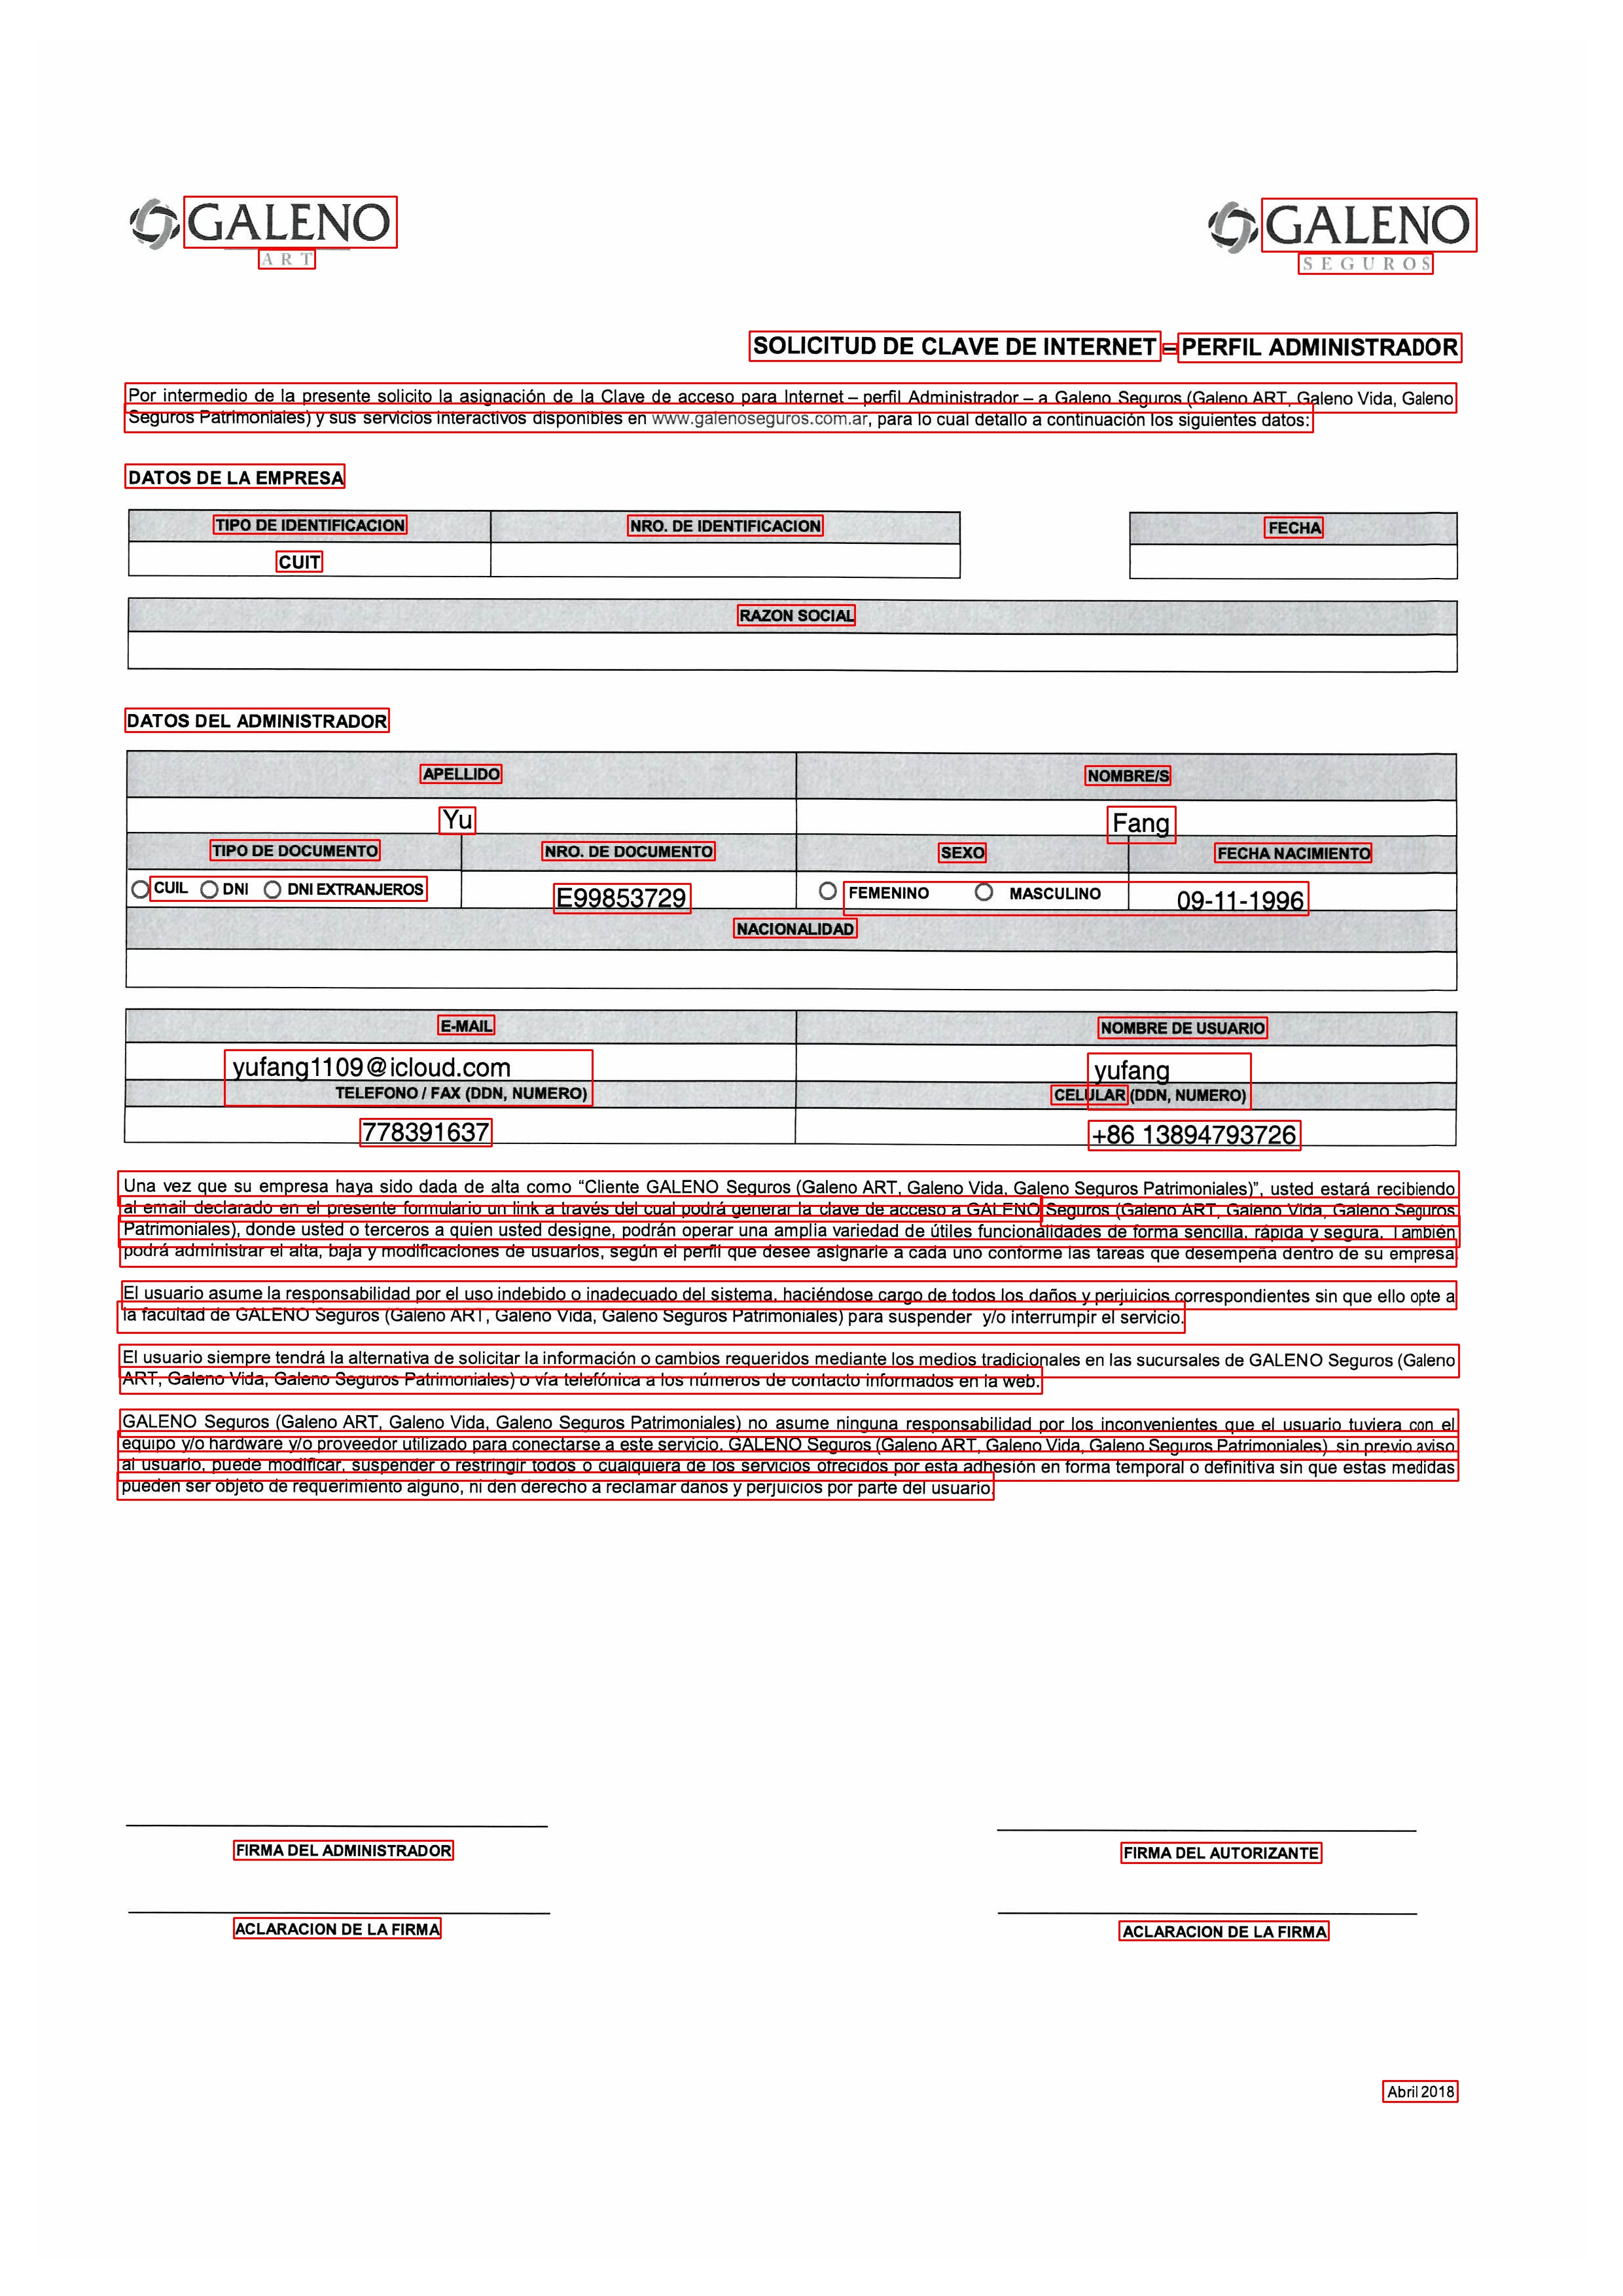 GALENO
ART
GALENO
SEGUROS
SOLICITUD DE CLAVE DE INTERNET – PERFIL ADMINISTRADOR
Por intermedio de la presente solicito la asignación de la Clave de acceso para Internet – perfil Administrador – a Galeno Seguros (Galeno ART, Galeno Vida, Galeno
Seguros Patrimoniales) y sus servicios interactivos disponibles en www.galenoseguros.com.ar, para lo cual detallo a continuación los siguientes datos:
DATOS DE LA EMPRESA
TIPO DE IDENTIFICACION NRO. DE IDENTIFICACION FECHA
CUIT
RAZON SOCIAL
DATOS DEL ADMINISTRADOR
APELLIDO NOMBRE/S
Yu Fang
TIPO DE DOCUMENTO NRO. DE DOCUMENTO SEXO FECHA NACIMIENTO
CUIL DNI DNI EXTRANJEROS E99853729 FEMENINO MASCULINO 09-11-1996
NACIONALIDAD
E-MAIL NOMBRE DE USUARIO
yufang1109@icloud.com yufang
TELEFONO / FAX (DDN, NUMERO) CELULAR (DDN, NUMERO)
778391637 +86 13894793726
Una vez que su empresa haya sido dada de alta como “Cliente GALENO Seguros (Galeno ART, Galeno Vida, Galeno Seguros Patrimoniales)”, usted estará recibiendo
al email declarado en el presente formulario un link a través del cual podrá generar la clave de acceso a GALENO Seguros (Galeno ART, Galeno Vida, Galeno Seguros
Patrimoniales), donde usted o terceros a quien usted designe, podrán operar una amplia variedad de útiles funcionalidades de forma sencilla, rápida y segura. También
podrá administrar el alta, baja y modificaciones de usuarios, según el perfil que desee asignarle a cada uno conforme las tareas que desempeña dentro de su empresa.
El usuario asume la responsabilidad por el uso indebido o inadecuado del sistema, haciéndose cargo de todos los daños y perjuicios correspondientes sin que ello opte a
la facultad de GALENO Seguros (Galeno ART, Galeno Vida, Galeno Seguros Patrimoniales) para suspender y/o interrumpir el servicio.
El usuario siempre tendrá la alternativa de solicitar la información o cambios requeridos mediante los medios tradicionales en las sucursales de GALENO Seguros (Galeno
ART, Galeno Vida, Galeno Seguros Patrimoniales) o vía telefónica a los números de contacto informados en la web.
GALENO Seguros (Galeno ART, Galeno Vida, Galeno Seguros Patrimoniales) no asume ninguna responsabilidad por los inconvenientes que el usuario tuviera con el
equipo y/o hardware y/o proveedor utilizado para conectarse a este servicio. GALENO Seguros (Galeno ART, Galeno Vida, Galeno Seguros Patrimoniales) sin previo aviso
al usuario, puede modificar, suspender o restringir todos o cualquiera de los servicios ofrecidos por esta adhesión en forma temporal o definitiva sin que estas medidas
pueden ser objeto de requerimiento alguno, ni den derecho a reclamar danos y perjuicios por parte del usuario.
FIRMA DEL ADMINISTRADOR FIRMA DEL AUTORIZANTE
ACLARACION DE LA FIRMA ACLARACION DE LA FIRMA
Abril 2018